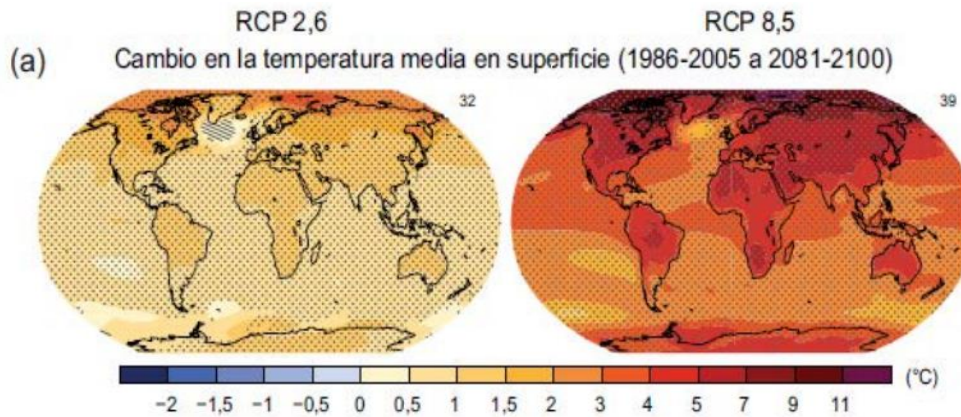 RCP 2,6 RCP 8,5
(a) Cambio en la temperatura media en superficie (1986-2005 a 2081-2100)
32 39
(°C)
−2 −1,5 −1 −0,5 0 0,5 1 1,5 2 3 4 5 7 9 11